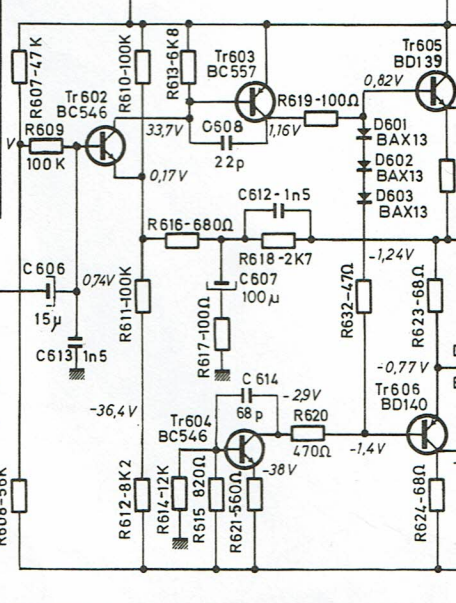 R607-47K
R610-100K
R613-6K8
Tr603
BC557
Tr605
BD139
Tr602
BC546
R609
100K
V
33,7V
C608
22p
1,16V
R619-100Ω
0,82V
D601
BAX13
D602
BAX13
D603
BAX13
0,17V
C612-1n5
R616-680Ω
R618-2K7
-1,24V
C606
15µ
0,74V
R611-100K
C607
100µ
R617-100Ω
R632-47Ω
R623-68Ω
C613
1n5
-0,77V
Tr606
BD140
C614
68p
-2,9V
-36,4V
Tr604
BC546
R620
470Ω
-1,4V
-38V
R608-56K
R612-8K2
R614-12K
R615 820Ω
R621-560Ω
R624-68Ω